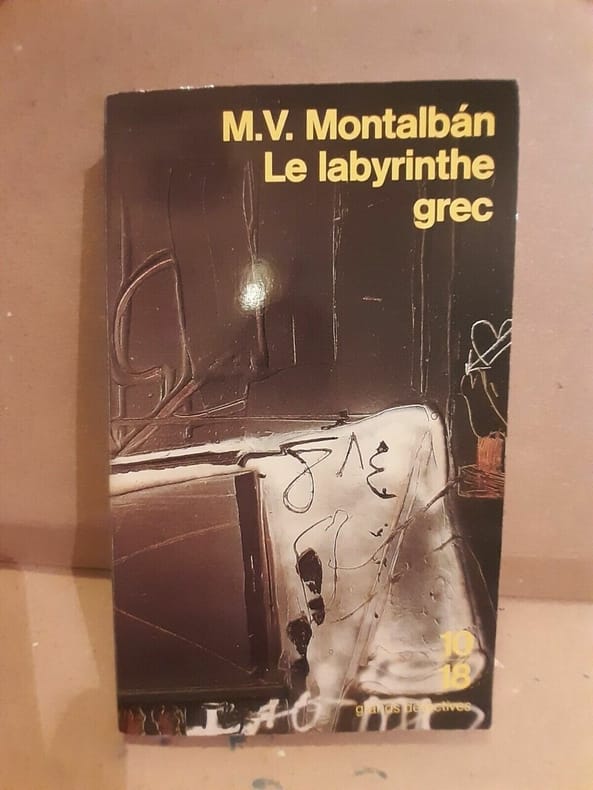 M.V. Montalbán
Le labyrinthe
grec
10
18
grands détectives